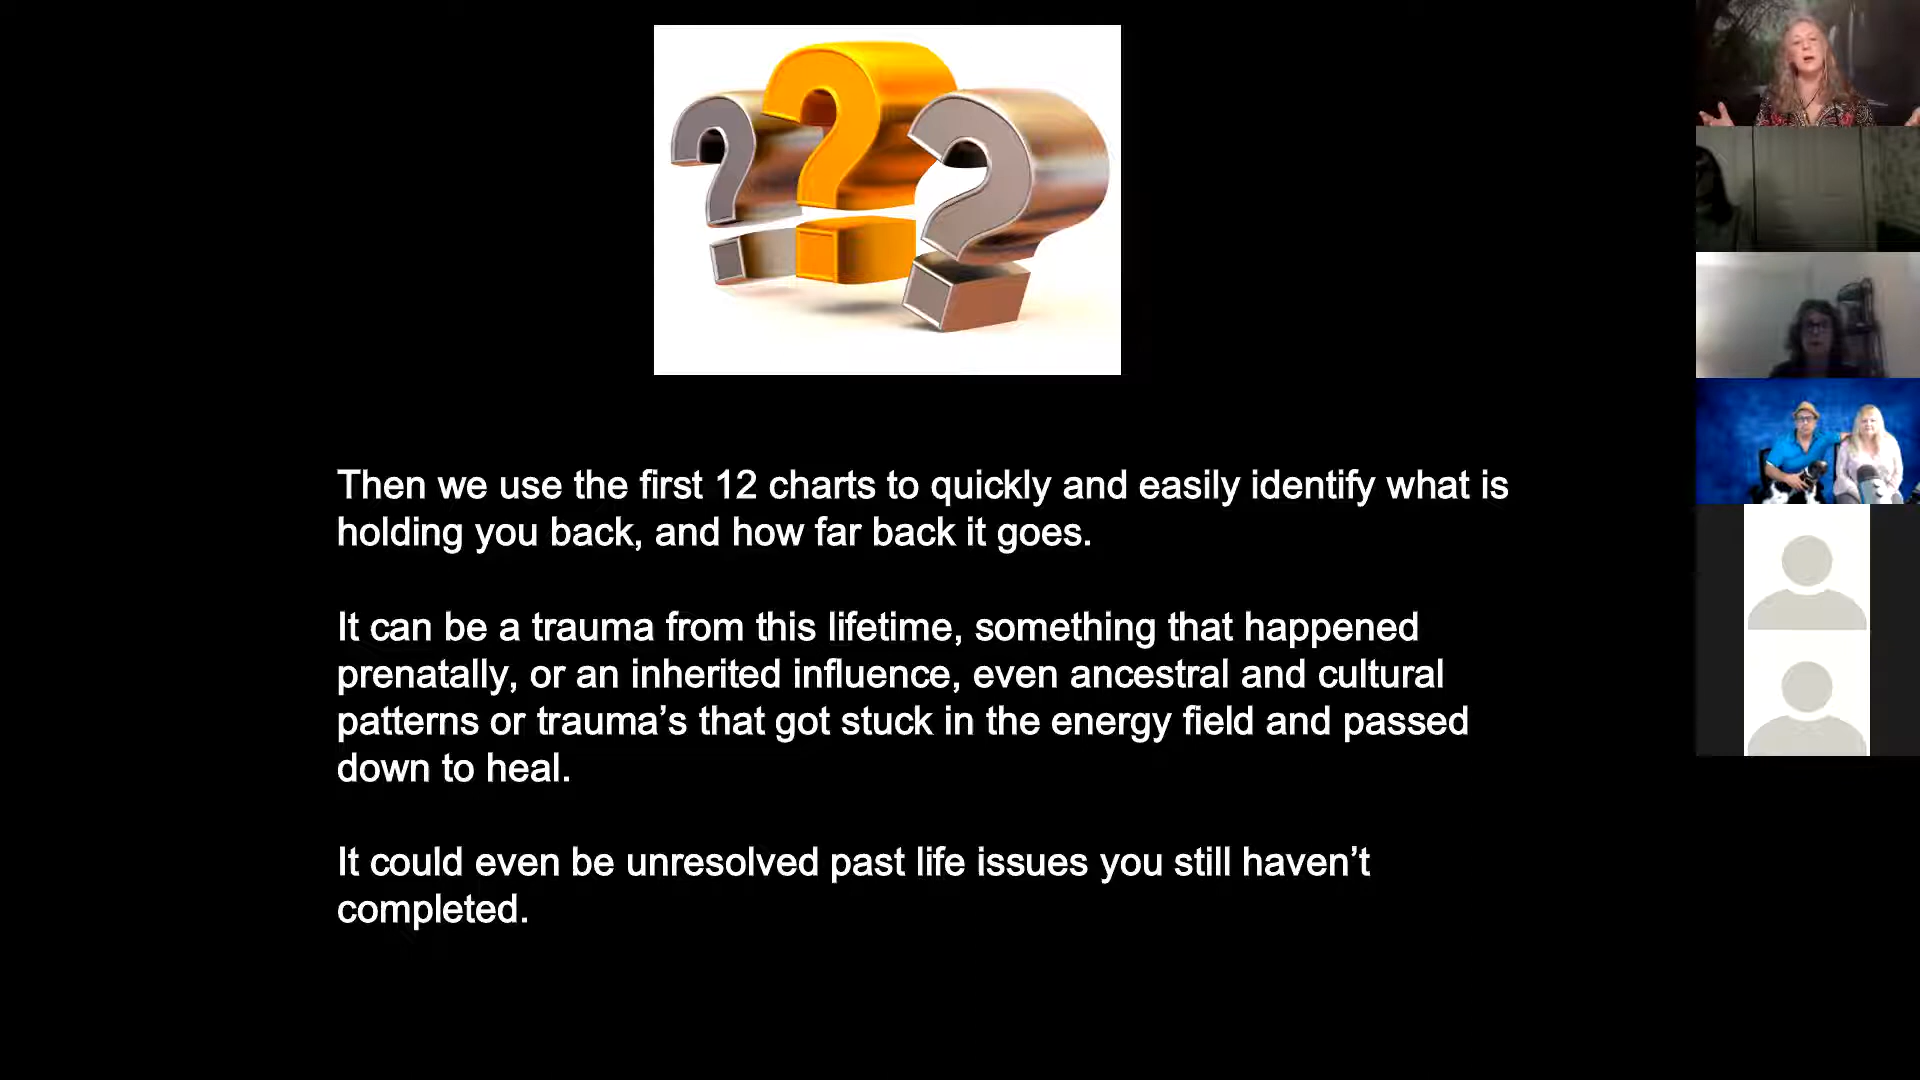 Then we use the first 12 charts to quickly and easily identify what is
holding you back, and how far back it goes.
It can be a trauma from this lifetime, something that happened
prenatally, or an inherited influence, even ancestral and cultural
patterns or trauma’s that got stuck in the energy field and passed
down to heal.
It could even be unresolved past life issues you still haven’t
completed.